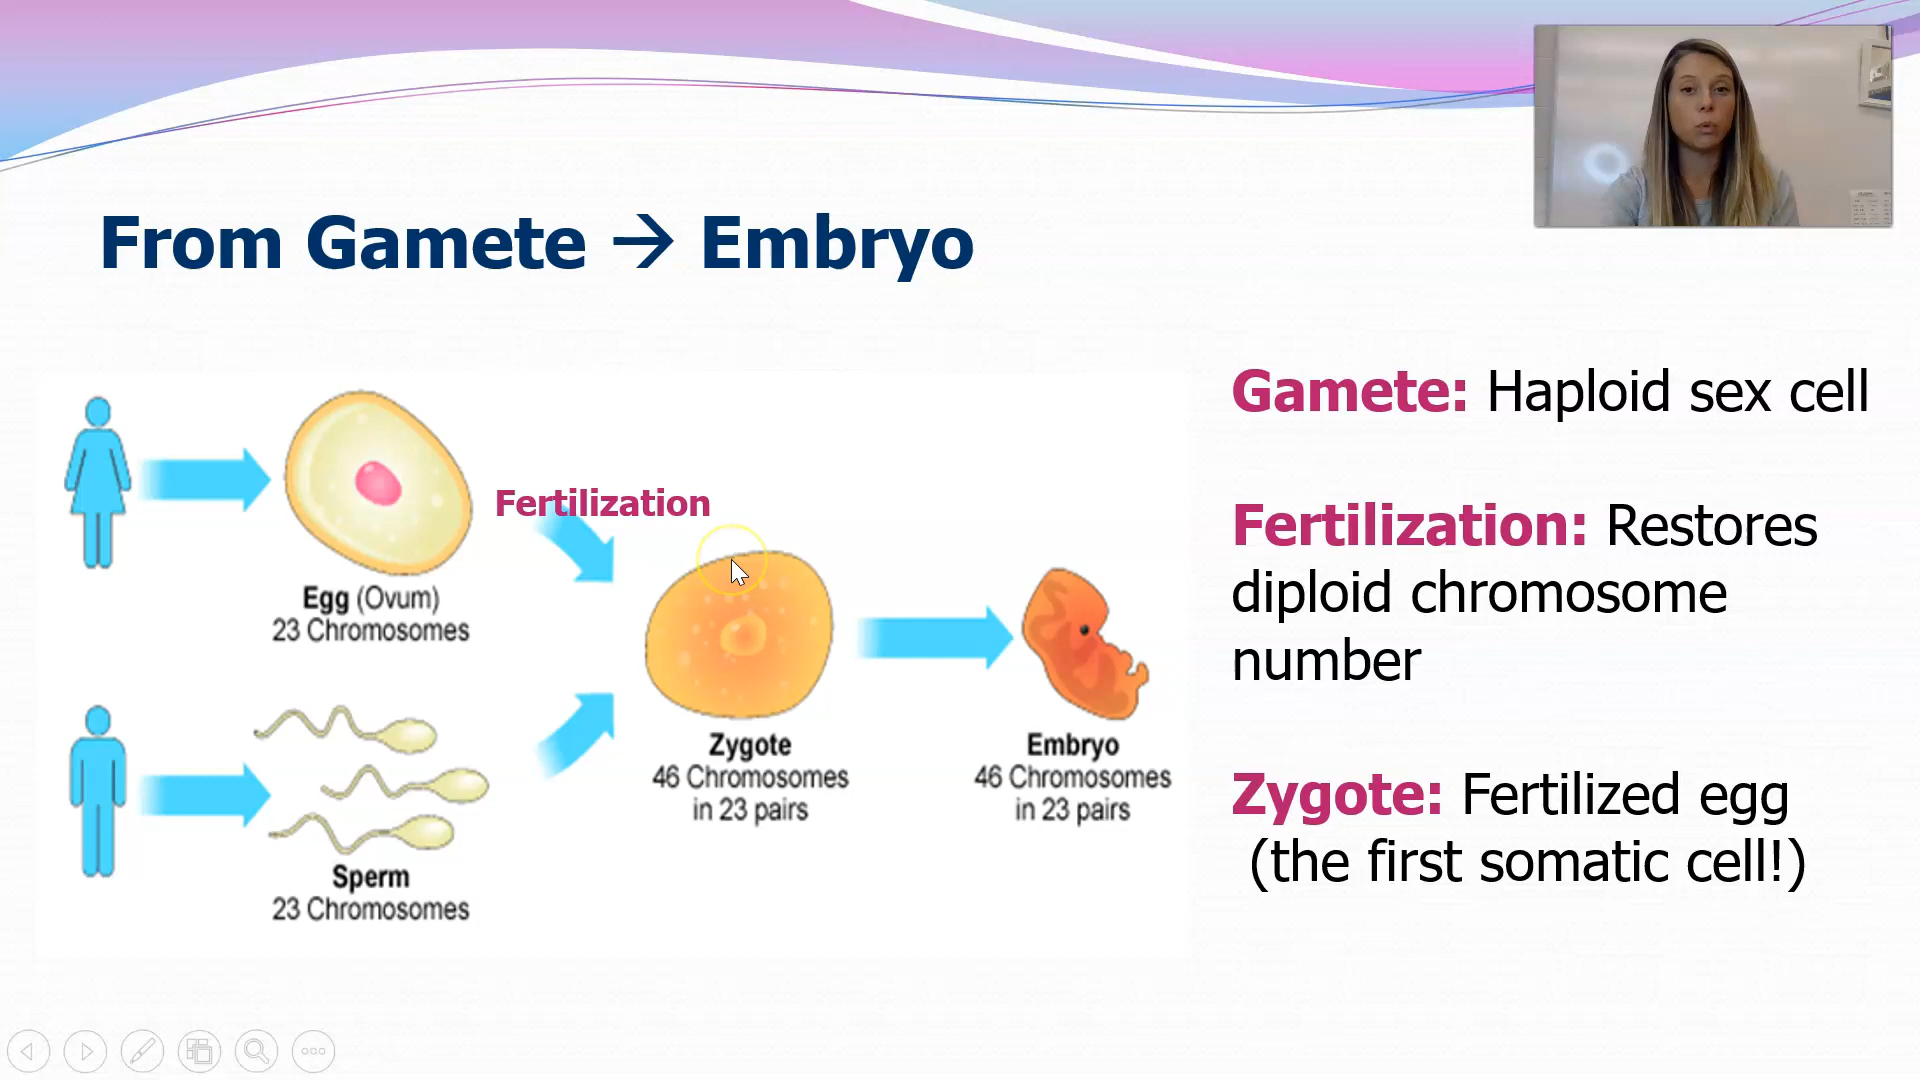 From Gamete → Embryo
Fertilization
Egg (Ovum)
23 Chromosomes
Sperm
23 Chromosomes
Zygote
46 Chromosomes
in 23 pairs
Embryo
46 Chromosomes
in 23 pairs
Gamete: Haploid sex cell
Fertilization: Restores
diploid chromosome
number
Zygote: Fertilized egg
(the first somatic cell!)